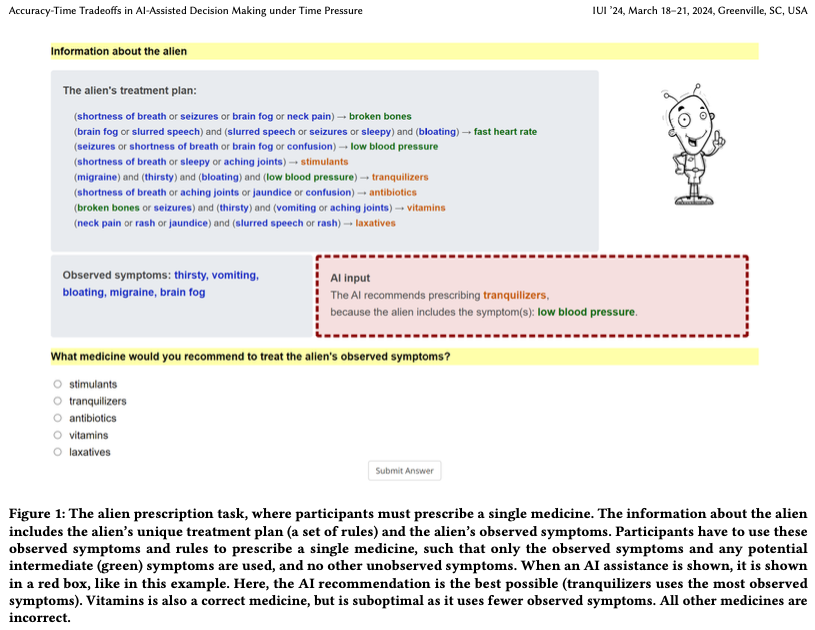 Accuracy-Time Tradeoffs in AI-Assisted Decision Making under Time Pressure
IUI '24, March 18–21, 2024, Greenville, SC, USA
Information about the alien
The alien's treatment plan:
(shortness of breath or seizures or brain fog or neck pain) → broken bones
(brain fog or slurred speech) and (slurred speech or seizures or sleepy) and (bloating) → fast heart rate
(seizures or shortness of breath or brain fog or confusion) → low blood pressure
(shortness of breath or sleepy or aching joints) → stimulants
(migraine) and (thirsty) and (bloating) and (low blood pressure) → tranquilizers
(shortness of breath or aching joints or jaundice or confusion) → antibiotics
(broken bones or seizures) and (thirsty) and (vomiting or aching joints) → vitamins
(neck pain or rash or jaundice) and (slurred speech or rash) → laxatives
Observed symptoms: thirsty, vomiting,
bloating, migraine, brain fog
AI input
The AI recommends prescribing tranquilizers,
because the alien includes the symptom(s): low blood pressure.
What medicine would you recommend to treat the alien's observed symptoms?
stimulants
tranquilizers
antibiotics
vitamins
laxatives
Submit Answer
Figure 1: The alien prescription task, where participants must prescribe a single medicine. The information about the alien
includes the alien's unique treatment plan (a set of rules) and the alien's observed symptoms. Participants have to use these
observed symptoms and rules to prescribe a single medicine, such that only the observed symptoms and any potential
intermediate (green) symptoms are used, and no other unobserved symptoms. When an AI assistance is shown, it is shown
in a red box, like in this example. Here, the AI recommendation is the best possible (tranquilizers uses the most observed
symptoms). Vitamins is also a correct medicine, but is suboptimal as it uses fewer observed symptoms. All other medicines are
incorrect.